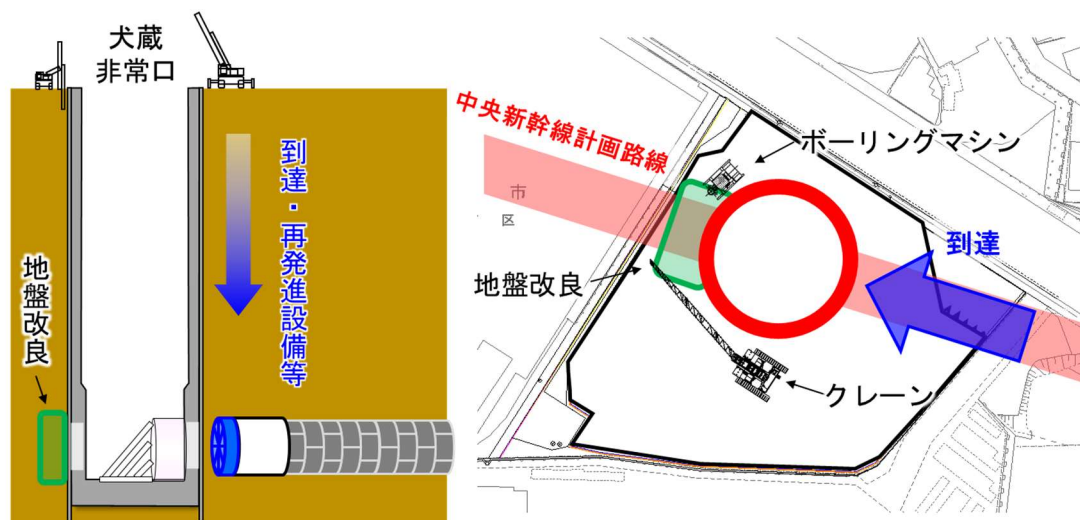 犬蔵
非常口
到達・再発進設備等
地盤改良
中央新幹線計画路線
ボーリングマシン
市
区
到達
地盤改良
クレーン